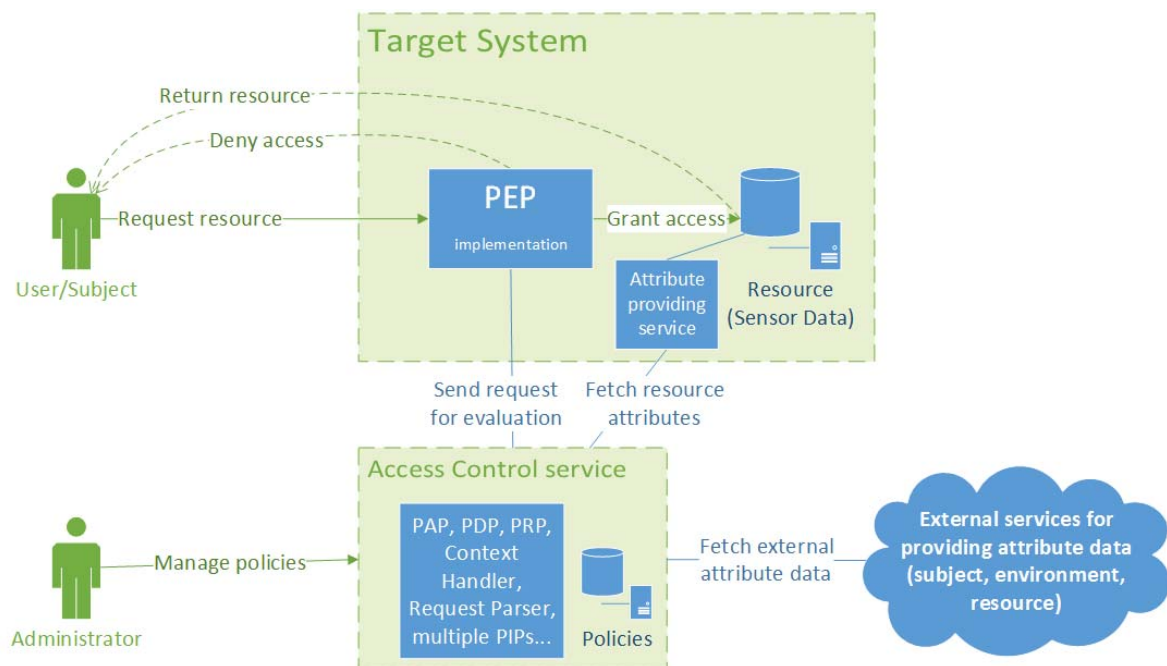 Target System
Return resource
Deny access
PEP
implementation
Request resource
Grant access
User/Subject
Attribute
providing
service
Resource
(Sensor Data)
Send request
for evaluation
Fetch resource
attributes
Access Control service
PAP, PDP, PRP,
Context
Handler,
Request Parser,
multiple PIPs...
Policies
Manage policies
Administrator
Fetch external
attribute data
External services for
providing attribute data
(subject, environment,
resource)